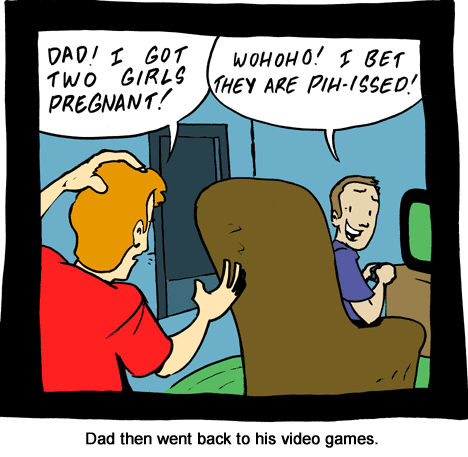 DAD! I GOT
TWO GIRLS
PREGNANT!
WOHOHO! I BET
THEY ARE PIH-ISSED!
Dad then went back to his video games.